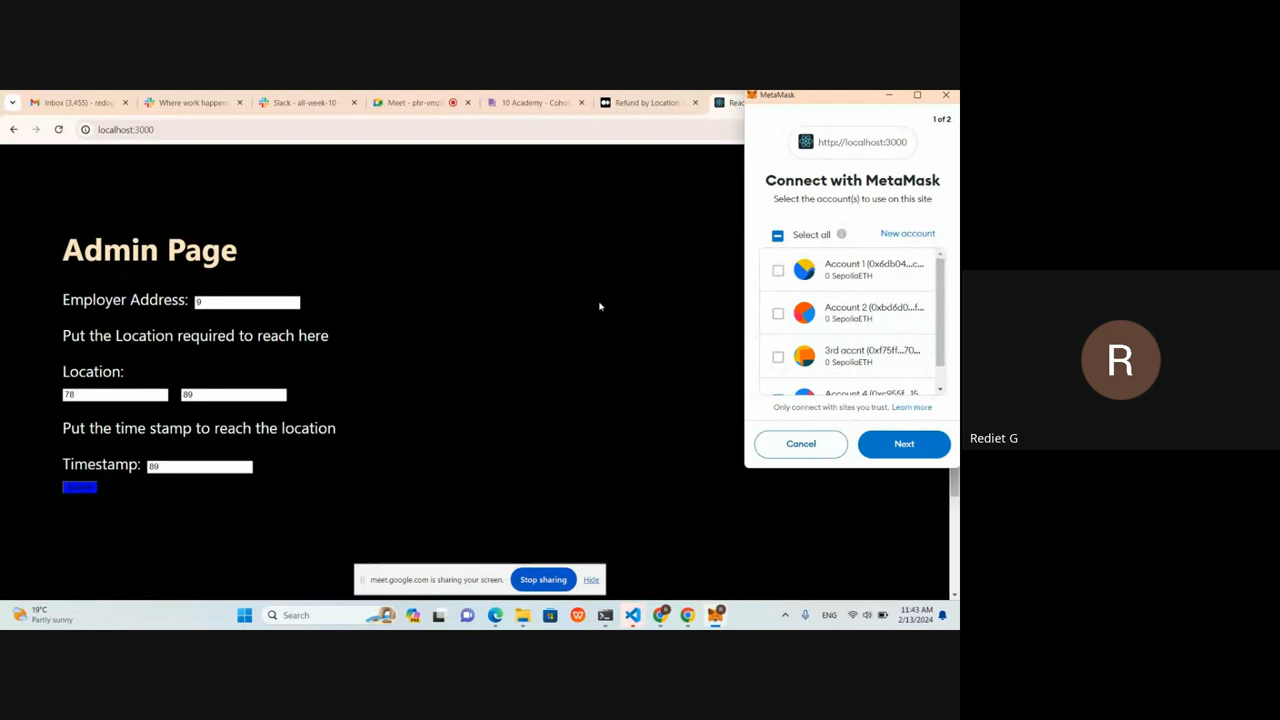 Inbox (3,455) - redo
Where work happen
Slack - all-week-10 -
Meet - phr-vmz
10 Academy - Coho
Refund by Location
Reac
localhost:3000
Admin Page
Employer Address: 9
Put the Location required to reach here
Location:
78 89
Put the time stamp to reach the location
Timestamp: 89
MetaMask
1 of 2
http://localhost:3000
Connect with MetaMask
Select the account(s) to use on this site
Select all
New account
Account 1 (0x6db04...c...
0 SepoliaETH
Account 2 (0xbd6d0...f...
0 SepoliaETH
3rd accnt (0xf75ff...70...
0 SepoliaETH
Account 4 (0xc955f...15
Only connect with sites you trust. Learn more
Cancel
Next
meet.google.com is sharing your screen.
Stop sharing
Hide
19°C
Partly sunny
Search
ENG
11:43 AM
2/13/2024
R
Rediet G